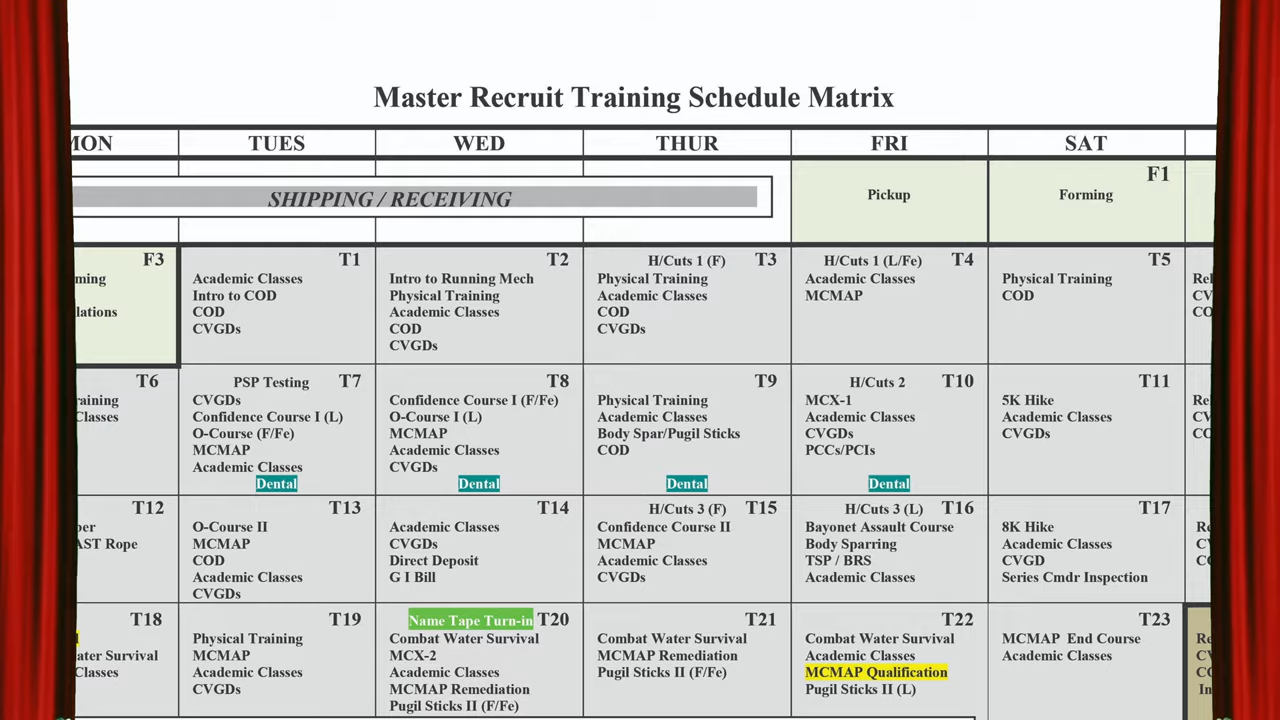 Master Recruit Training Schedule Matrix
MON TUES WED THUR FRI SAT
SHIPPING / RECEIVING
Pickup
F1
Forming
F3
T1
Academic Classes
Intro to COD
COD
CVGDs
T2
Intro to Running Mech
Physical Training
Academic Classes
COD
CVGDs
H/Cuts 1 (F) T3
Physical Training
Academic Classes
COD
CVGDs
H/Cuts 1 (L/Fe) T4
Academic Classes
MCMAP
T5
Physical Training
COD
T6
Classes
PSP Testing T7
CVGDs
Confidence Course I (L)
O-Course (F/Fe)
MCMAP
Academic Classes
Dental
T8
Confidence Course I (F/Fe)
O-Course I (L)
MCMAP
Academic Classes
CVGDs
Dental
T9
Physical Training
Academic Classes
Body Spar/Pugil Sticks
COD
Dental
H/Cuts 2 T10
MCX-1
Academic Classes
CVGDs
PCCs/PCIs
Dental
T11
5K Hike
Academic Classes
CVGDs
T12
Rope
T13
O-Course II
MCMAP
COD
Academic Classes
CVGDs
T14
Academic Classes
CVGDs
Direct Deposit
G I Bill
H/Cuts 3 (F) T15
Confidence Course II
MCMAP
Academic Classes
CVGDs
H/Cuts 3 (L) T16
Bayonet Assault Course
Body Sparring
TSP / BRS
Academic Classes
T17
8K Hike
Academic Classes
CVGD
Series Cmdr Inspection
T18
Survival
Classes
T19
Physical Training
MCMAP
Academic Classes
CVGDs
Name Tape Turn-in T20
Combat Water Survival
MCX-2
Academic Classes
MCMAP Remediation
Pugil Sticks II (F/Fe)
T21
Combat Water Survival
MCMAP Remediation
Pugil Sticks II (F/Fe)
T22
Combat Water Survival
Academic Classes
MCMAP Qualification
Pugil Sticks II (L)
T23
MCMAP End Course
Academic Classes